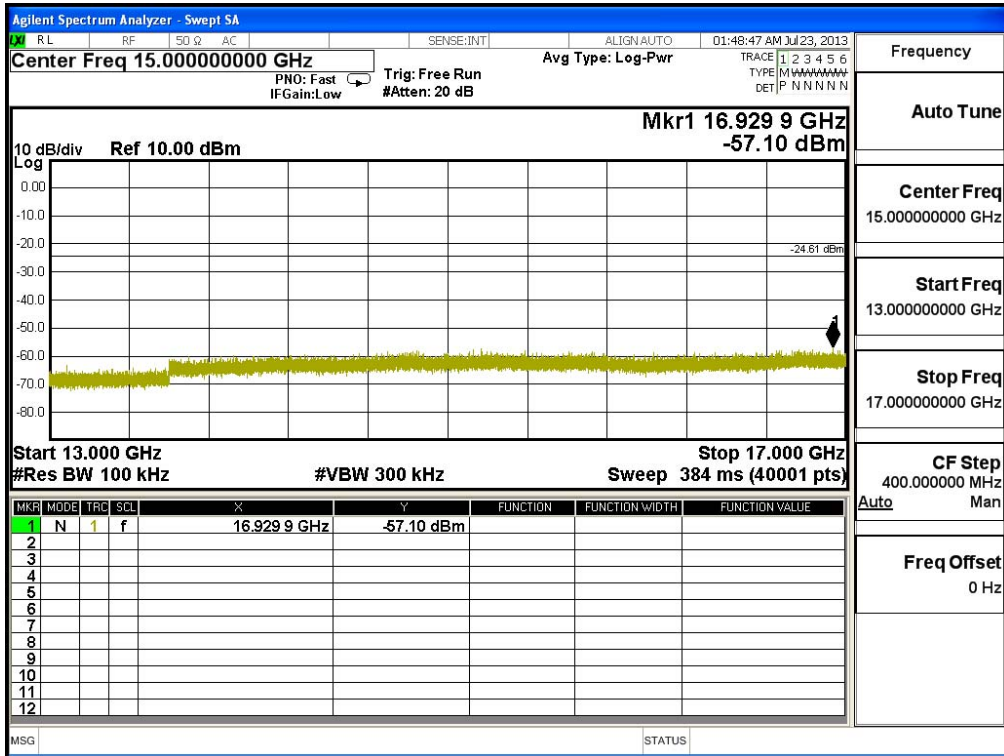 Agilent Spectrum Analyzer - Swept SA
LXI RL RF 50 Ω AC SENSE:INT ALIGN AUTO 01:48:47 AM Jul 23, 2013
Center Freq 15.000000000 GHz
PNO: Fast
IFGain:Low
Trig: Free Run
#Atten: 20 dB
Avg Type: Log-Pwr
TRACE 1 2 3 4 5 6
TYPE M WWWWW
DET P N N N N N
Mkr1 16.929 9 GHz
-57.10 dBm
10 dB/div Ref 10.00 dBm
Log
0.00
-10.0
-20.0
-24.61 dBm
-30.0
-40.0
-50.0
1
-60.0
-70.0
-80.0
Start 13.000 GHz Stop 17.000 GHz
#Res BW 100 kHz #VBW 300 kHz Sweep 384 ms (40001 pts)
MKR MODE TRC SCL X Y FUNCTION FUNCTION WIDTH FUNCTION VALUE
1 N 1 f 16.929 9 GHz -57.10 dBm
2
3
4
5
6
7
8
9
10
11
12
MSG STATUS
Frequency
Auto Tune
Center Freq
15.000000000 GHz
Start Freq
13.000000000 GHz
Stop Freq
17.000000000 GHz
CF Step
400.000000 MHz
Auto Man
Freq Offset
0 Hz